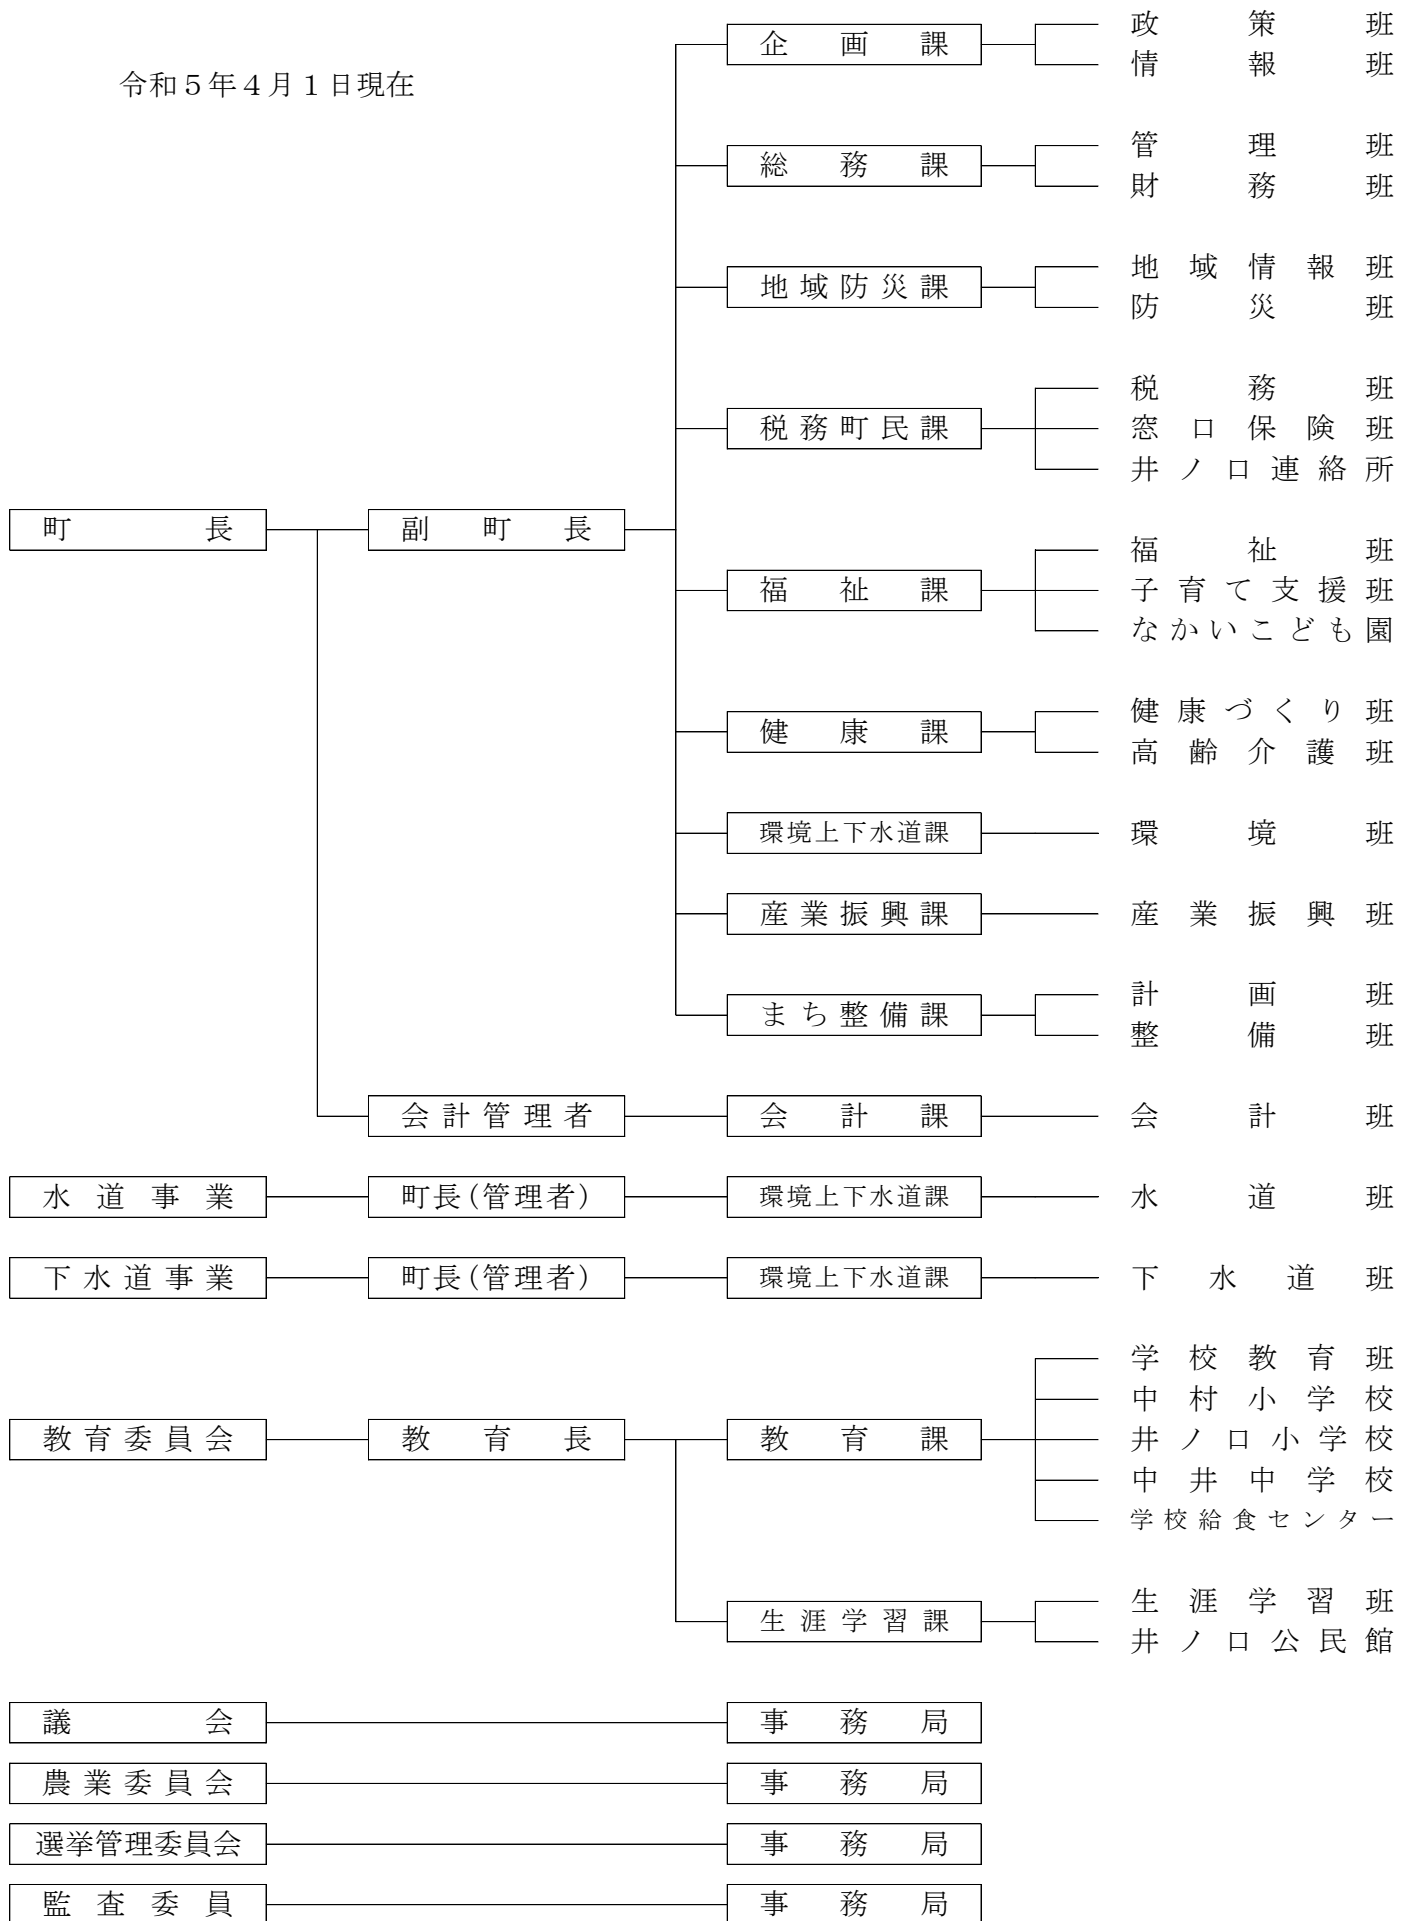 令和５年４月１日現在
企画課
政策班
情報班
総務課
管理班
財務班
地域防災課
地域情報班
防災班
税務町民課
税務班
窓口保険班
井ノ口連絡所
町長
副町長
福祉課
福祉班
子育て支援班
なかいこども園
健康課
健康づくり班
高齢介護班
環境上下水道課
環境班
産業振興課
産業振興班
まち整備課
計画班
整備班
会計管理者
会計課
会計班
水道事業
町長(管理者)
環境上下水道課
水道班
下水道事業
町長(管理者)
環境上下水道課
下水道班
教育委員会
教育長
教育課
学校教育班
中村小学校
井ノ口小学校
中井中学校
学校給食センター
生涯学習課
生涯学習班
井ノ口公民館
議会
事務局
農業委員会
事務局
選挙管理委員会
事務局
監査委員
事務局